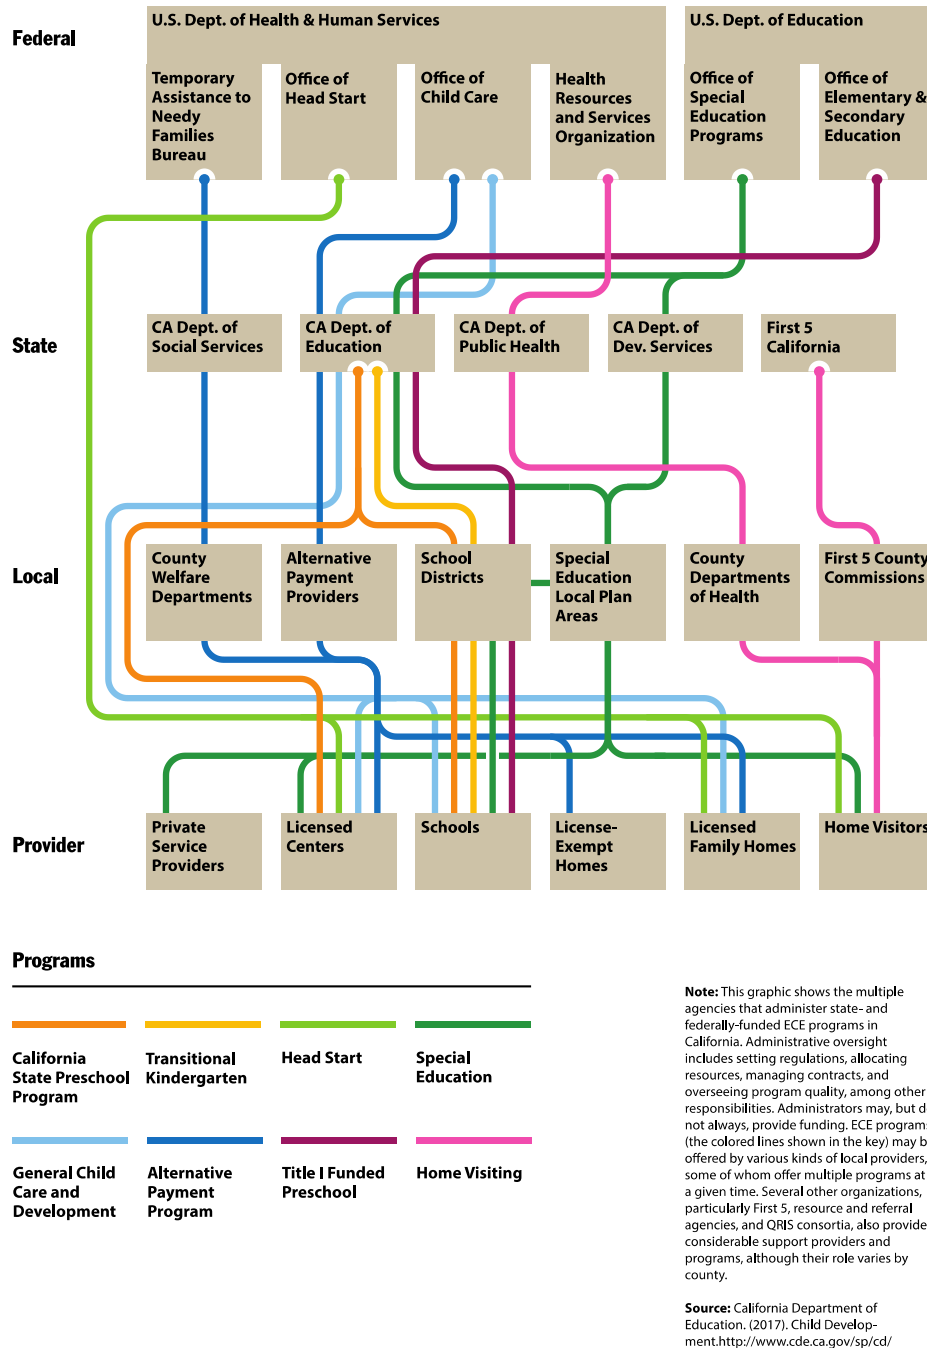 Federal
U.S. Dept. of Health & Human Services
U.S. Dept. of Education
Temporary
Assistance to
Needy
Families
Bureau
Office of
Head Start
Office of
Child Care
Health
Resources
and Services
Organization
Office of
Special
Education
Programs
Office of
Elementary &
Secondary
Education
State
CA Dept. of
Social Services
CA Dept. of
Education
CA Dept. of
Public Health
CA Dept. of
Dev. Services
First 5
California
Local
County
Welfare
Departments
Alternative
Payment
Providers
School
Districts
Special
Education
Local Plan
Areas
County
Departments
of Health
First 5 County
Commissions
Provider
Private
Service
Providers
Licensed
Centers
Schools
License-
Exempt
Homes
Licensed
Family Homes
Home Visitors
Programs
California
State Preschool
Program
Transitional
Kindergarten
Head Start
Special
Education
General Child
Care and
Development
Alternative
Payment
Program
Title I Funded
Preschool
Home Visiting
Note: This graphic shows the multiple
agencies that administer state- and
federally-funded ECE programs in
California. Administrative oversight
includes setting regulations, allocating
resources, managing contracts, and
overseeing program quality, among other
responsibilities. Administrators may, but d
not always, provide funding. ECE programs
(the colored lines shown in the key) may b
offered by various kinds of local providers,
some of whom offer multiple programs at
a given time. Several other organizations,
particularly First 5, resource and referral
agencies, and QRIS consortia, also provide
considerable support providers and
programs, although their role varies by
county.
Source: California Department of
Education. (2017). Child Develop-
ment.http://www.cde.ca.gov/sp/cd/